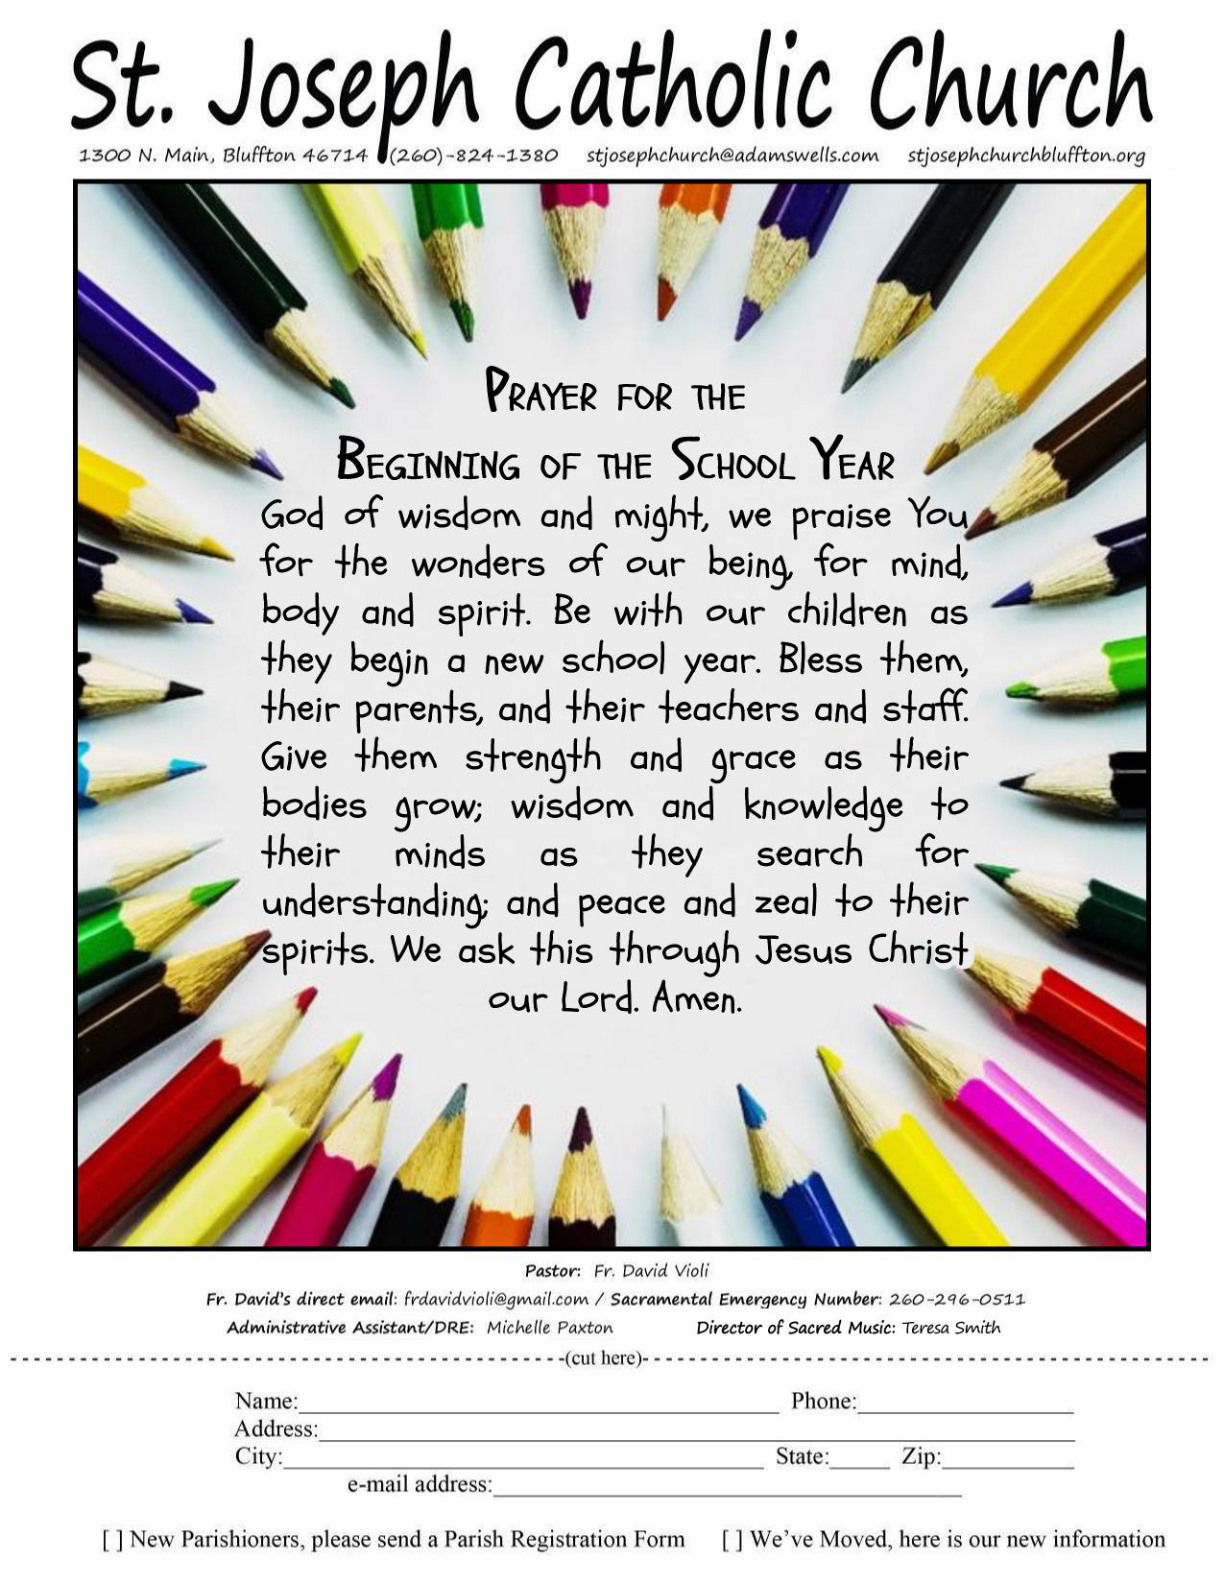 St. Joseph Catholic Church
1300 N. Main, Bluffton 46714 (260)-824-1380 stjosephchurch@adamswells.com stjosephchurchbluffton.org
Prayer for the
Beginning of the School Year
God of wisdom and might, we praise You
for the wonders of our being, for mind,
body and spirit. Be with our children as
they begin a new school year. Bless them,
their parents, and their teachers and staff.
Give them strength and grace as their
bodies grow; wisdom and knowledge to
their minds as they search for
understanding; and peace and zeal to their
spirits. We ask this through Jesus Christ
our Lord. Amen.
Pastor: Fr. David Violi
Fr. David's direct email: frdavidvioli@gmail.com / Sacramental Emergency Number: 260-296-0511
Administrative Assistant/DRE: Michelle Paxton Director of Sacred Music: Teresa Smith
(cut here)
Name: Phone:
Address:
City: State: Zip:
e-mail address:
[ ] New Parishioners, please send a Parish Registration Form [ ] We've Moved, here is our new information